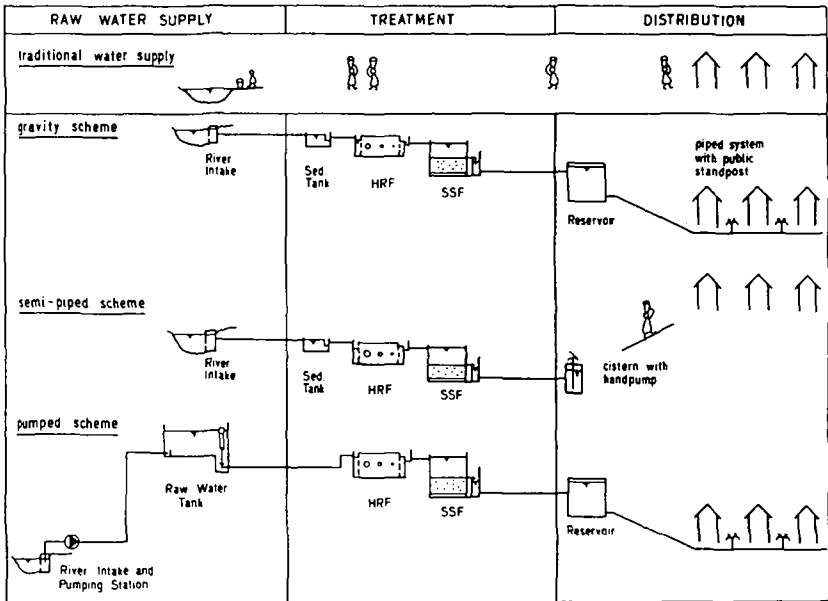 RAW WATER SUPPLY
TREATMENT
DISTRIBUTION
traditional water supply
gravity scheme
River
Intake
Sed.
Tank
HRF
SSF
Reservoir
piped system
with public
standpost
semi-piped scheme
River
Intake
Sed.
Tank
HRF
SSF
cistern with
handpump
pumped scheme
Raw Water
Tank
River Intake and
Pumping Station
HRF
SSF
Reservoir